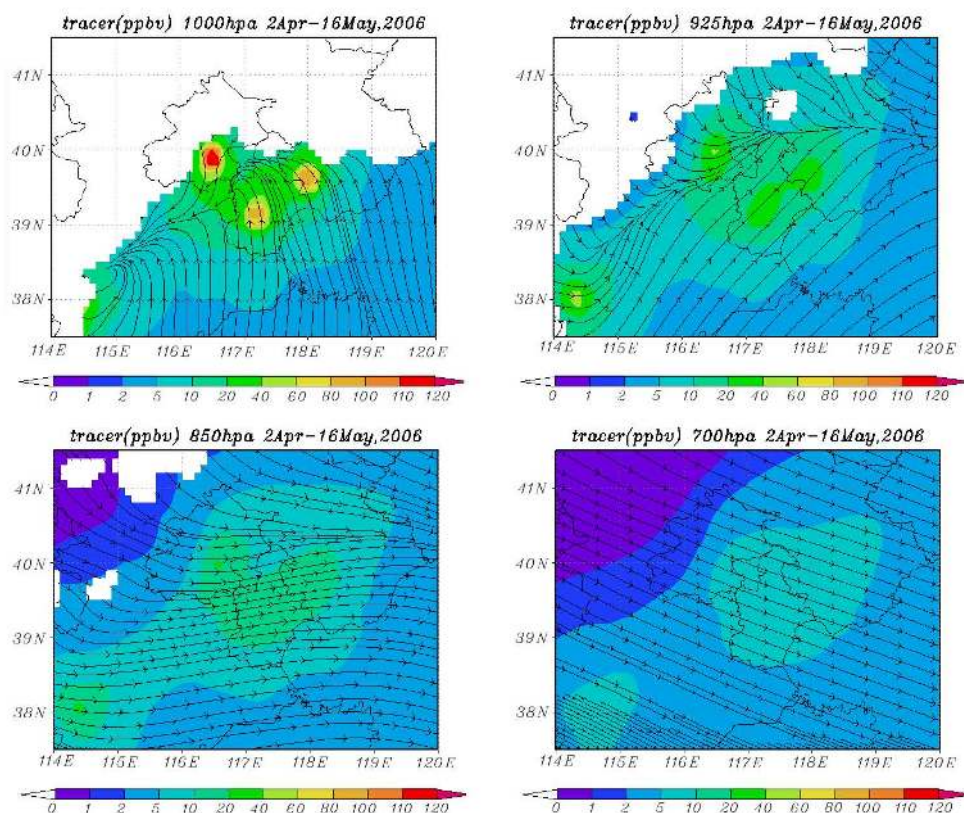 tracer(ppbv) 1000hpa 2Apr-16May,2006
41N
40N
39N
38N
114E 115E 116E 117E 118E 119E 120E
0 1 2 5 10 20 40 60 80 100 110 120
tracer(ppbv) 925hpa 2Apr-16May,2006
41N
40N
39N
38N
114E 115E 116E 117E 118E 119E 120E
0 1 2 5 10 20 40 60 80 100 110 120
tracer(ppbv) 850hpa 2Apr-16May,2006
41N
40N
39N
38N
114E 115E 116E 117E 118E 119E 120E
0 1 2 5 10 20 40 60 80 100 110 120
tracer(ppbv) 700hpa 2Apr-16May,2006
41N
40N
39N
38N
114E 115E 116E 117E 118E 119E 120E
0 1 2 5 10 20 40 60 80 100 110 120